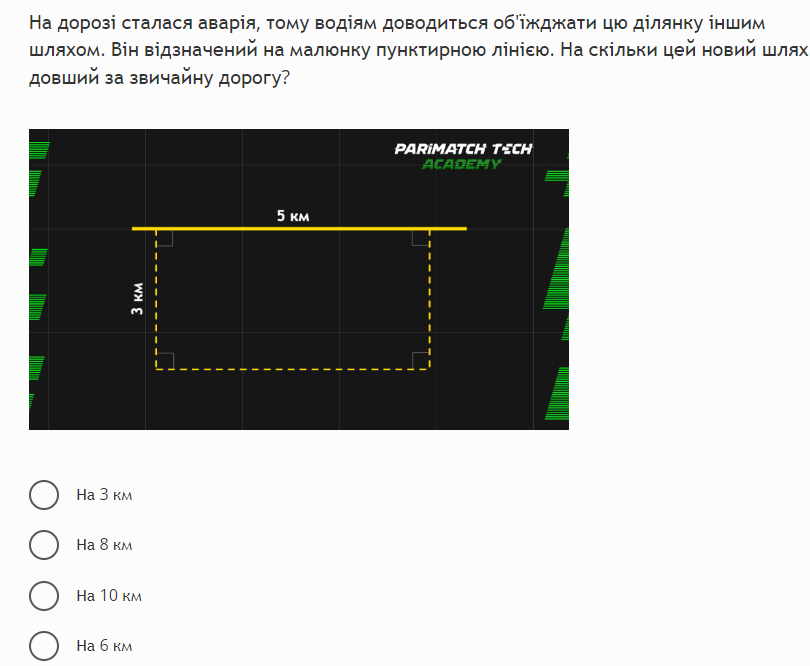 На дорозі сталася аварія, тому водіям доводиться об'їжджати цю ділянку іншим
шляхом. Він відзначений на малюнку пунктирною лінією. На скільки цей новий шлях
довший за звичайну дорогу?
PARIMATCH TECH
ACADEMY
5 км
3 км
На 3 км
На 8 км
На 10 км
На 6 км